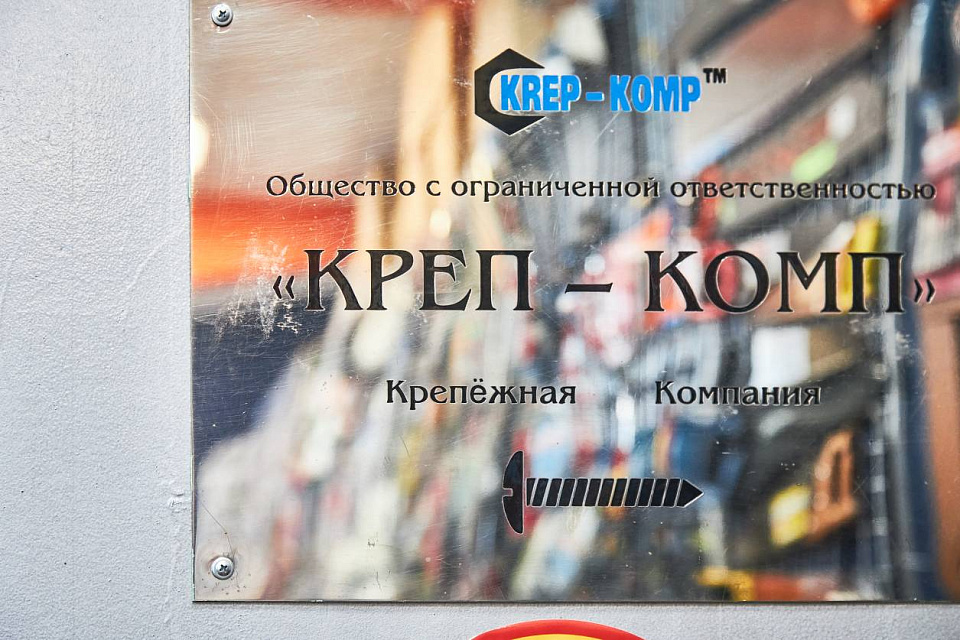 KREP-KOMP™
Общество с ограниченной ответственностью
«КРЕП – КОМП»
Крепёжная Компания